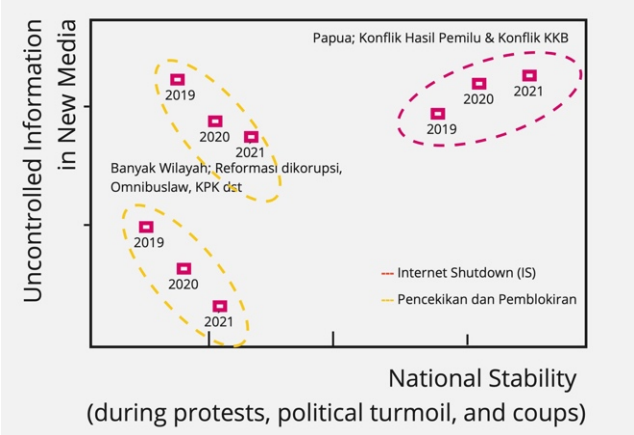 Uncontrolled Information
in New Media
Papua; Konflik Hasil Pemilu & Konflik KKB
2019
2020
2021
2019
2020
2021
Banyak Wilayah; Reformasi dikorupsi,
Omnibuslaw, KPK dst
2019
2020
2021
--- Internet Shutdown (IS)
--- Pencekikan dan Pemblokiran
National Stability
(during protests, political turmoil, and coups)